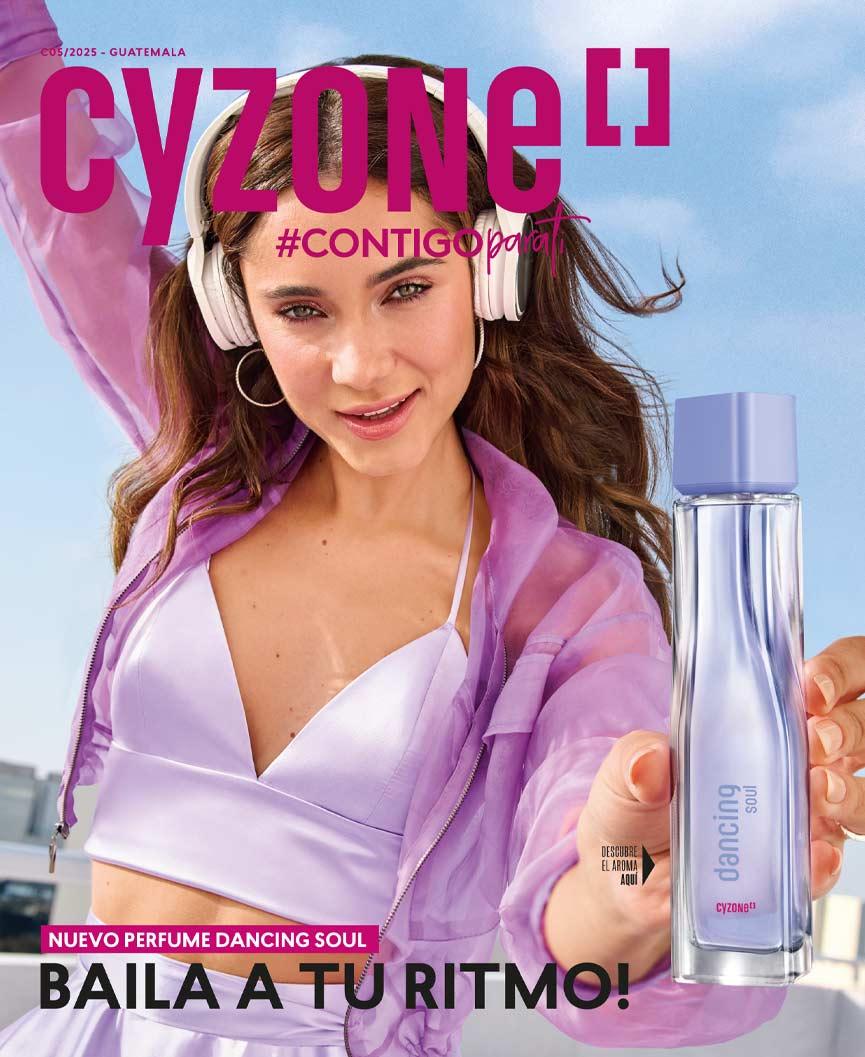 C05/2025 - GUATEMALA
CYZONE[]
#CONTIGOparati
dancing
soul
DESCUBRE
EL AROMA
AQUÍ
CYZONE[]
NUEVO PERFUME DANCING SOUL
BAILA A TU RITMO!